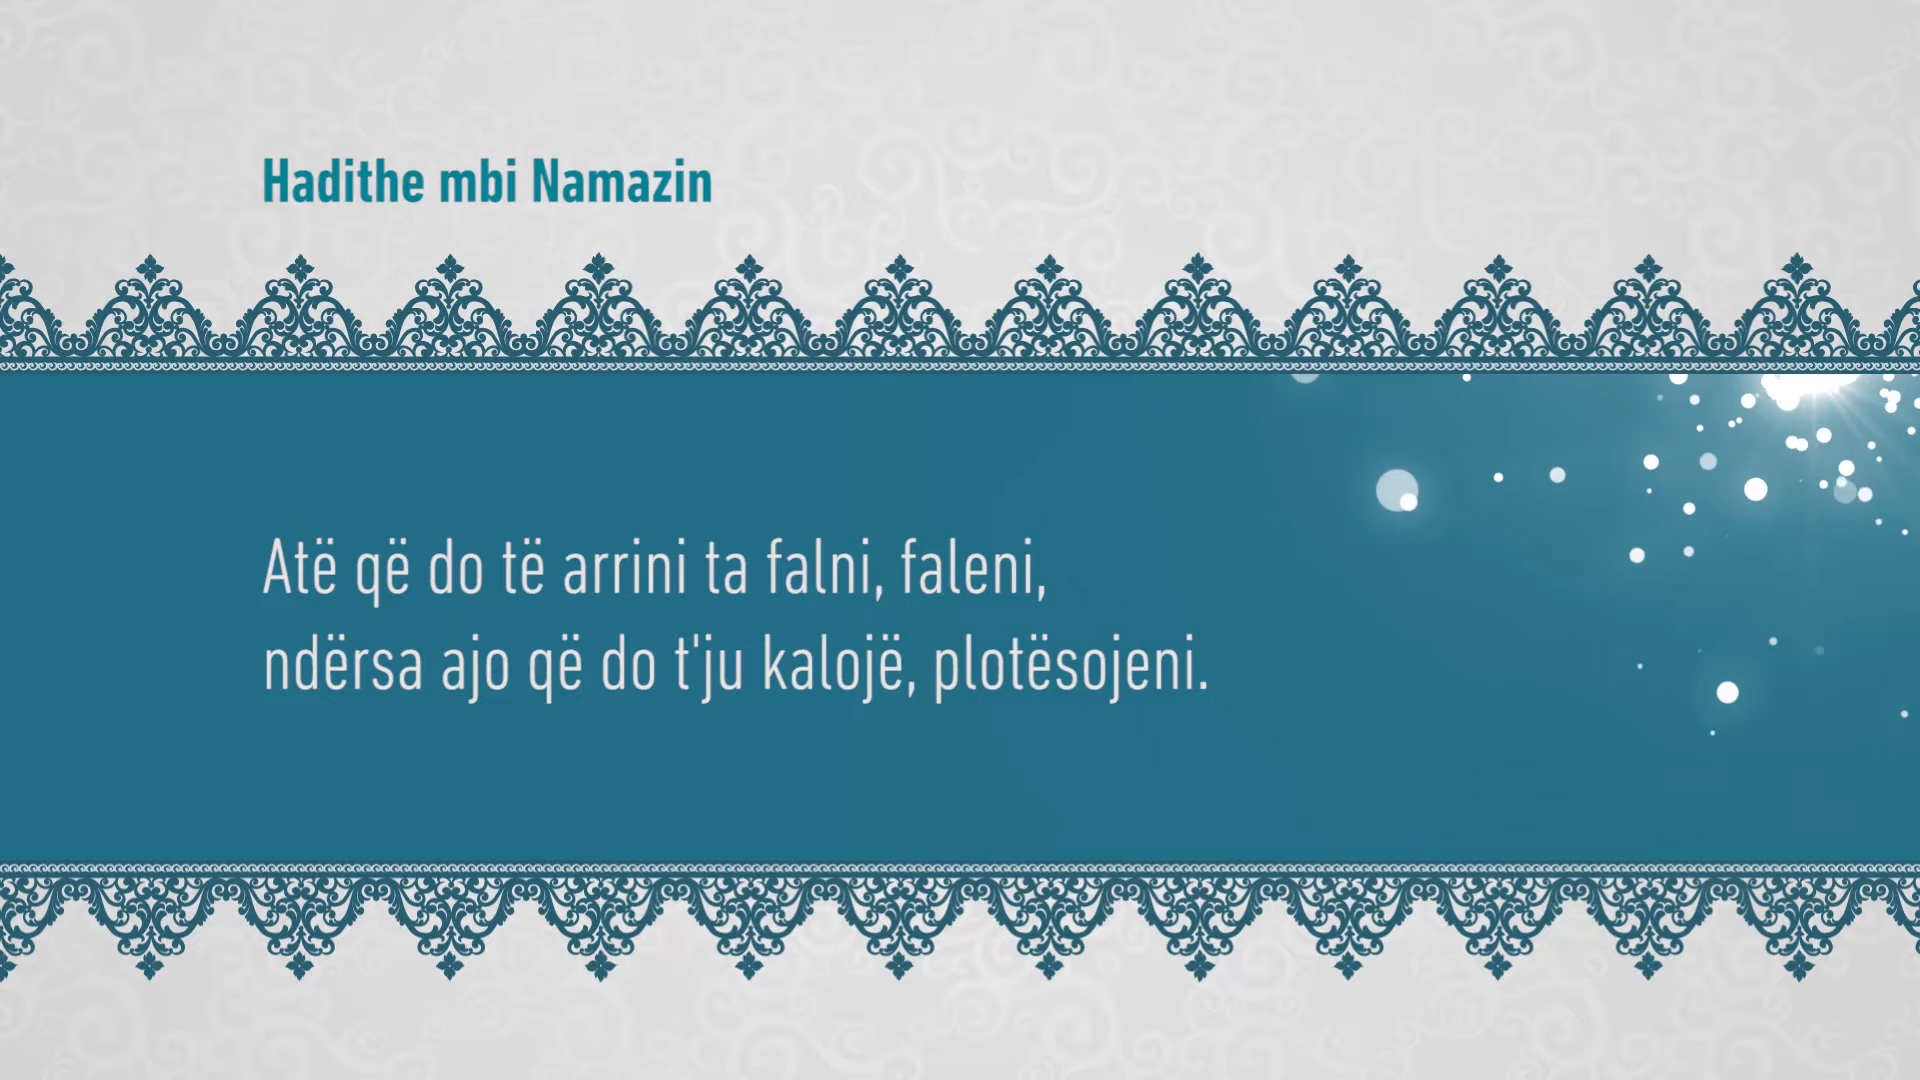 Hadithe mbi Namazin
Atë që do të arrini ta falni, faleni,
ndërsa ajo që do t'ju kalojë, plotësojeni.